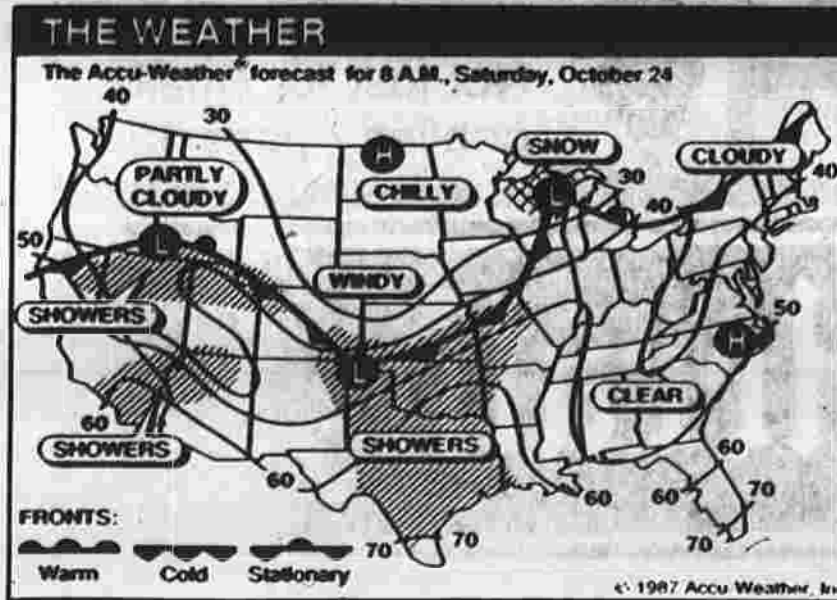 THE WEATHER
The Accu-Weather® forecast for 8 A.M., Saturday, October 24
40
30
H
SNOW
CLOUDY
PARTLY
CLOUDY
CHILLY
L
30
40
40
50
L
WINDY
SHOWERS
50
H
L
CLEAR
60
SHOWERS
SHOWERS
60
60
60
60
70
70
70
70
FRONTS:
Warm
Cold
Stationary
© 1987 Accu Weather, In